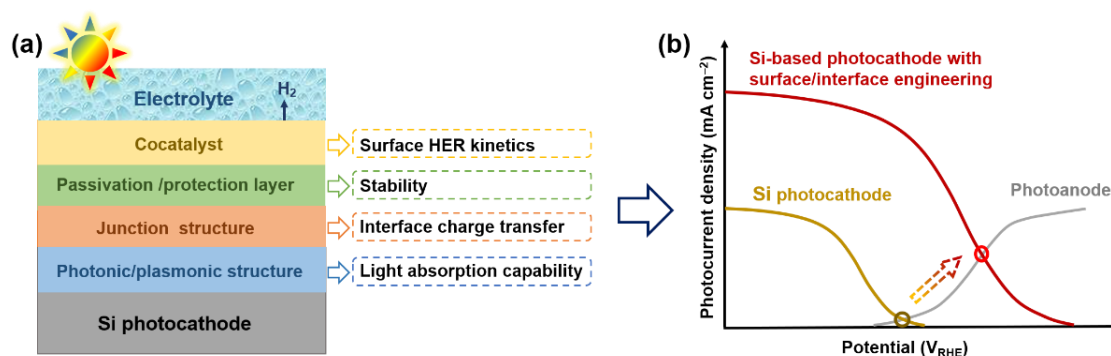 (a)
Electrolyte
H₂
Cocatalyst
Surface HER kinetics
Passivation /protection layer
Stability
Junction structure
Interface charge transfer
Photonic/plasmonic structure
Light absorption capability
Si photocathode
(b)
Photocurrent density (mA cm⁻²)
Si-based photocathode with
surface/interface engineering
Si photocathode
Photoanode
Potential (V_RHE)